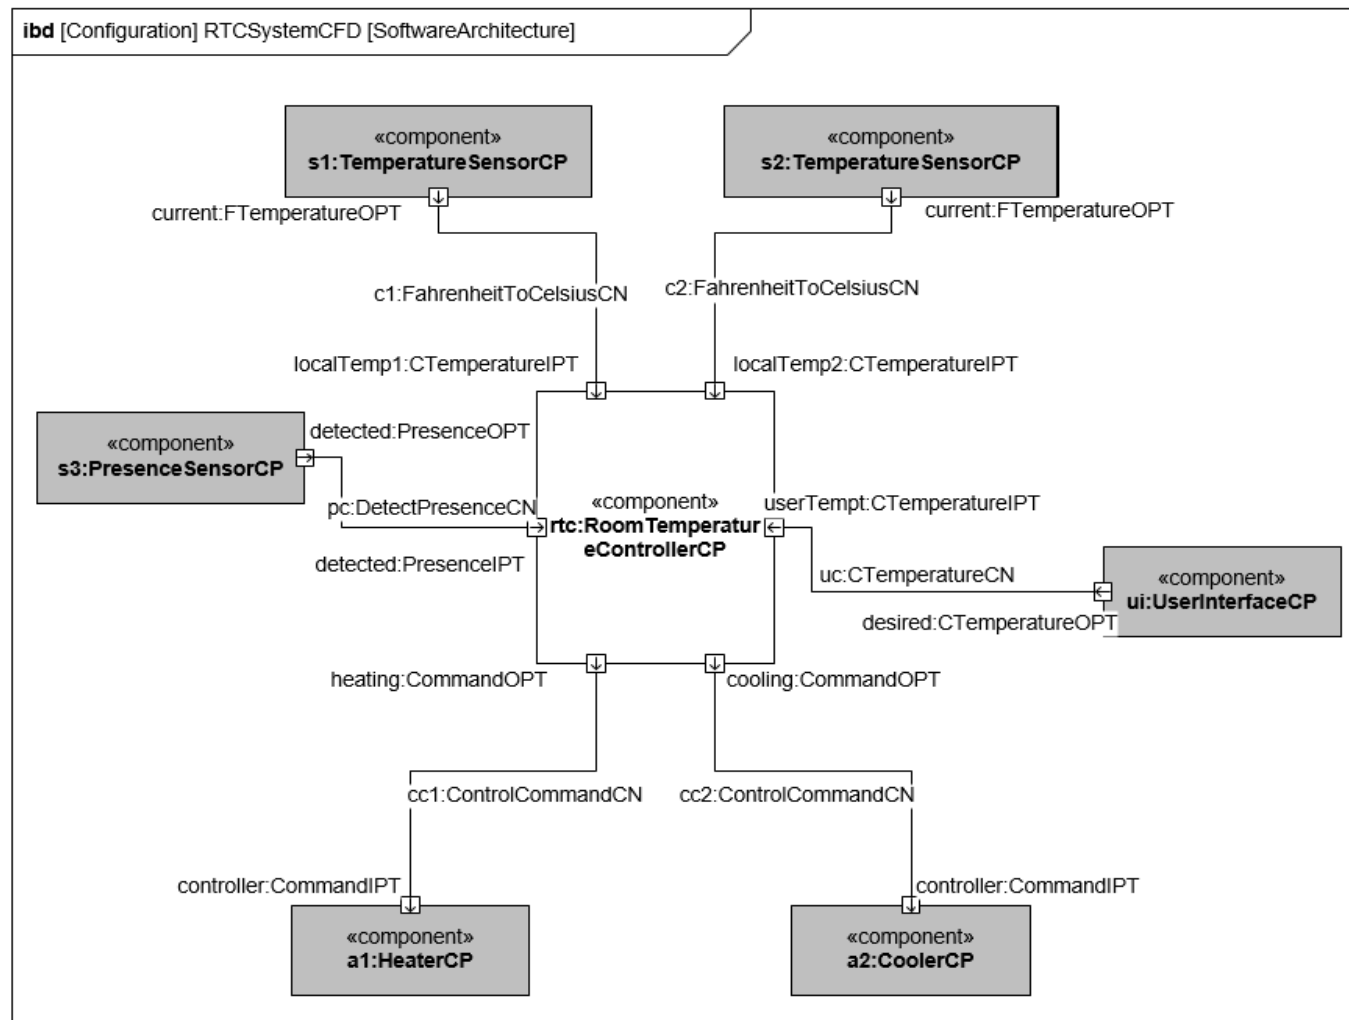 ibd [Configuration] RTCSystemCFD [SoftwareArchitecture]
«component»
s1:TemperatureSensorCP
«component»
s2:TemperatureSensorCP
current:FTemperatureOPT
current:FTemperatureOPT
c1:FahrenheitToCelsiusCN
c2:FahrenheitToCelsiusCN
localTemp1:CTemperatureIPT
localTemp2:CTemperatureIPT
«component»
s3:PresenceSensorCP
detected:PresenceOPT
pc:DetectPresenceCN
detected:PresenceIPT
«component»
rtc:RoomTemperatur
eControllerCP
userTempt:CTemperatureIPT
uc:CTemperatureCN
desired:CTemperatureOPT
«component»
ui:UserInterfaceCP
heating:CommandOPT
cooling:CommandOPT
cc1:ControlCommandCN
cc2:ControlCommandCN
controller:CommandIPT
controller:CommandIPT
«component»
a1:HeaterCP
«component»
a2:CoolerCP